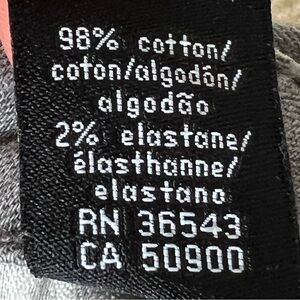 98% cotton/
coton/algodón/
algodão
2% elastane/
élasthanne/
elastano
RN 36543
CA 50900